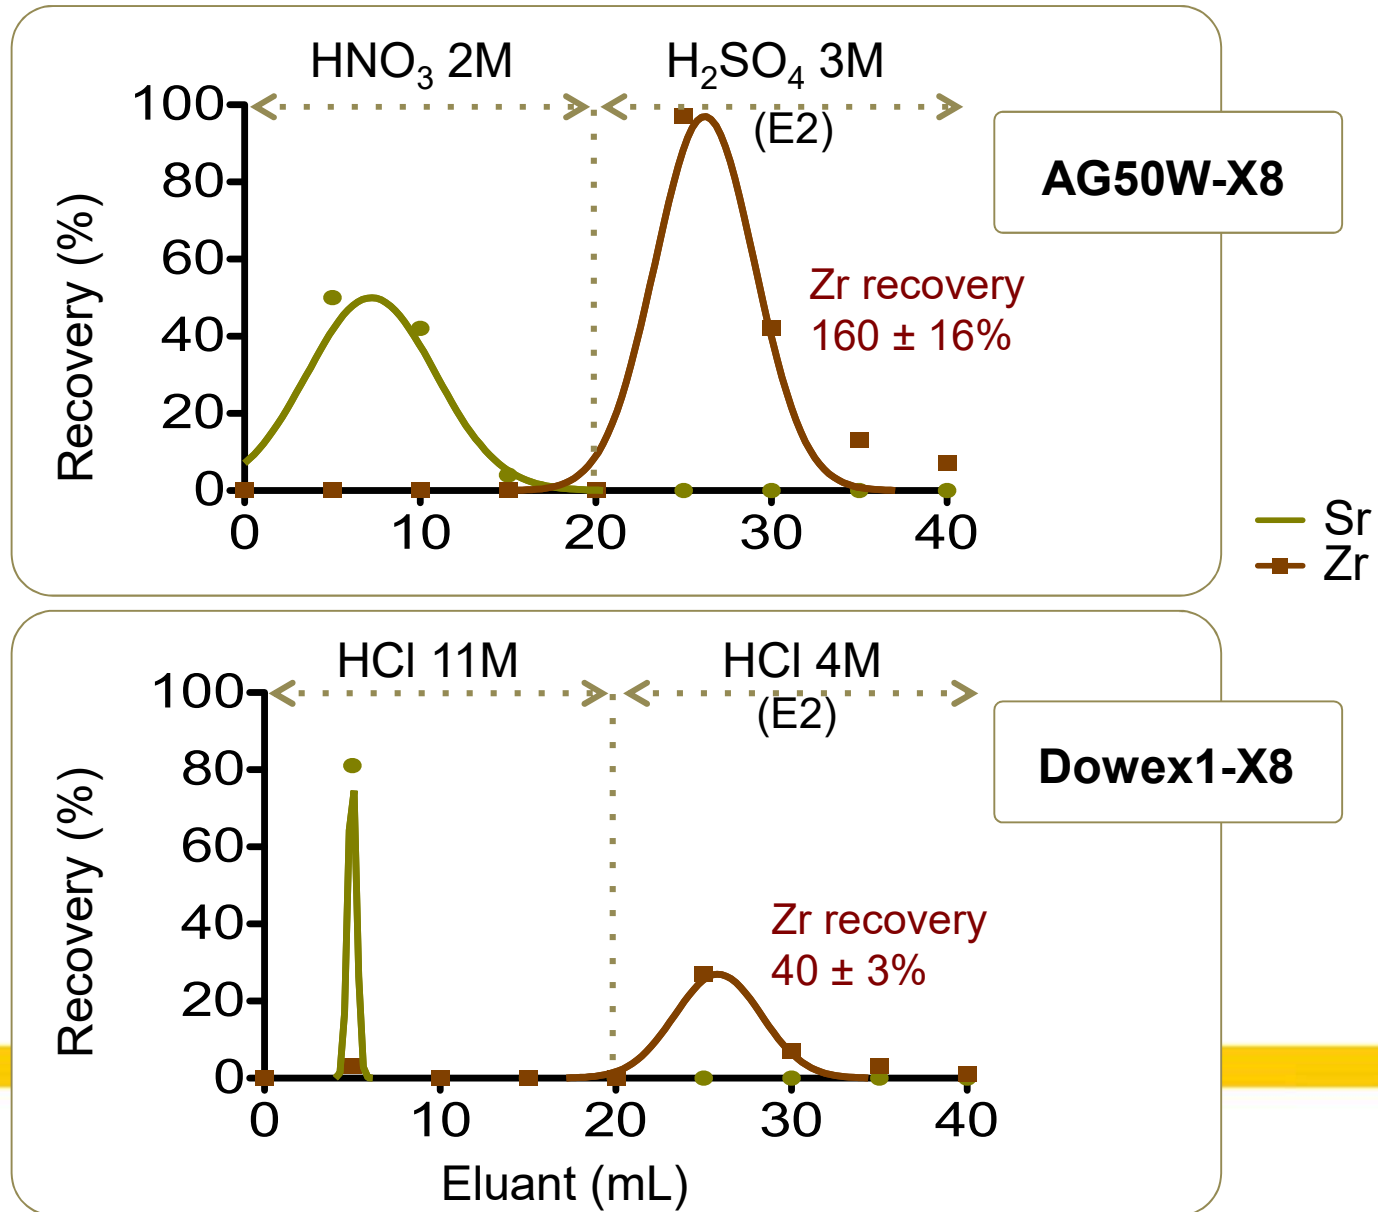 HNO₃ 2M
H₂SO₄ 3M
(E2)
AG50W-X8
Recovery (%)
100
80
60
40
20
0
Zr recovery
160 ± 16%
0 10 20 30 40
Sr
Zr
HCl 11M
HCl 4M
(E2)
Dowex1-X8
Recovery (%)
100
80
60
40
20
0
Zr recovery
40 ± 3%
0 10 20 30 40
Eluant (mL)